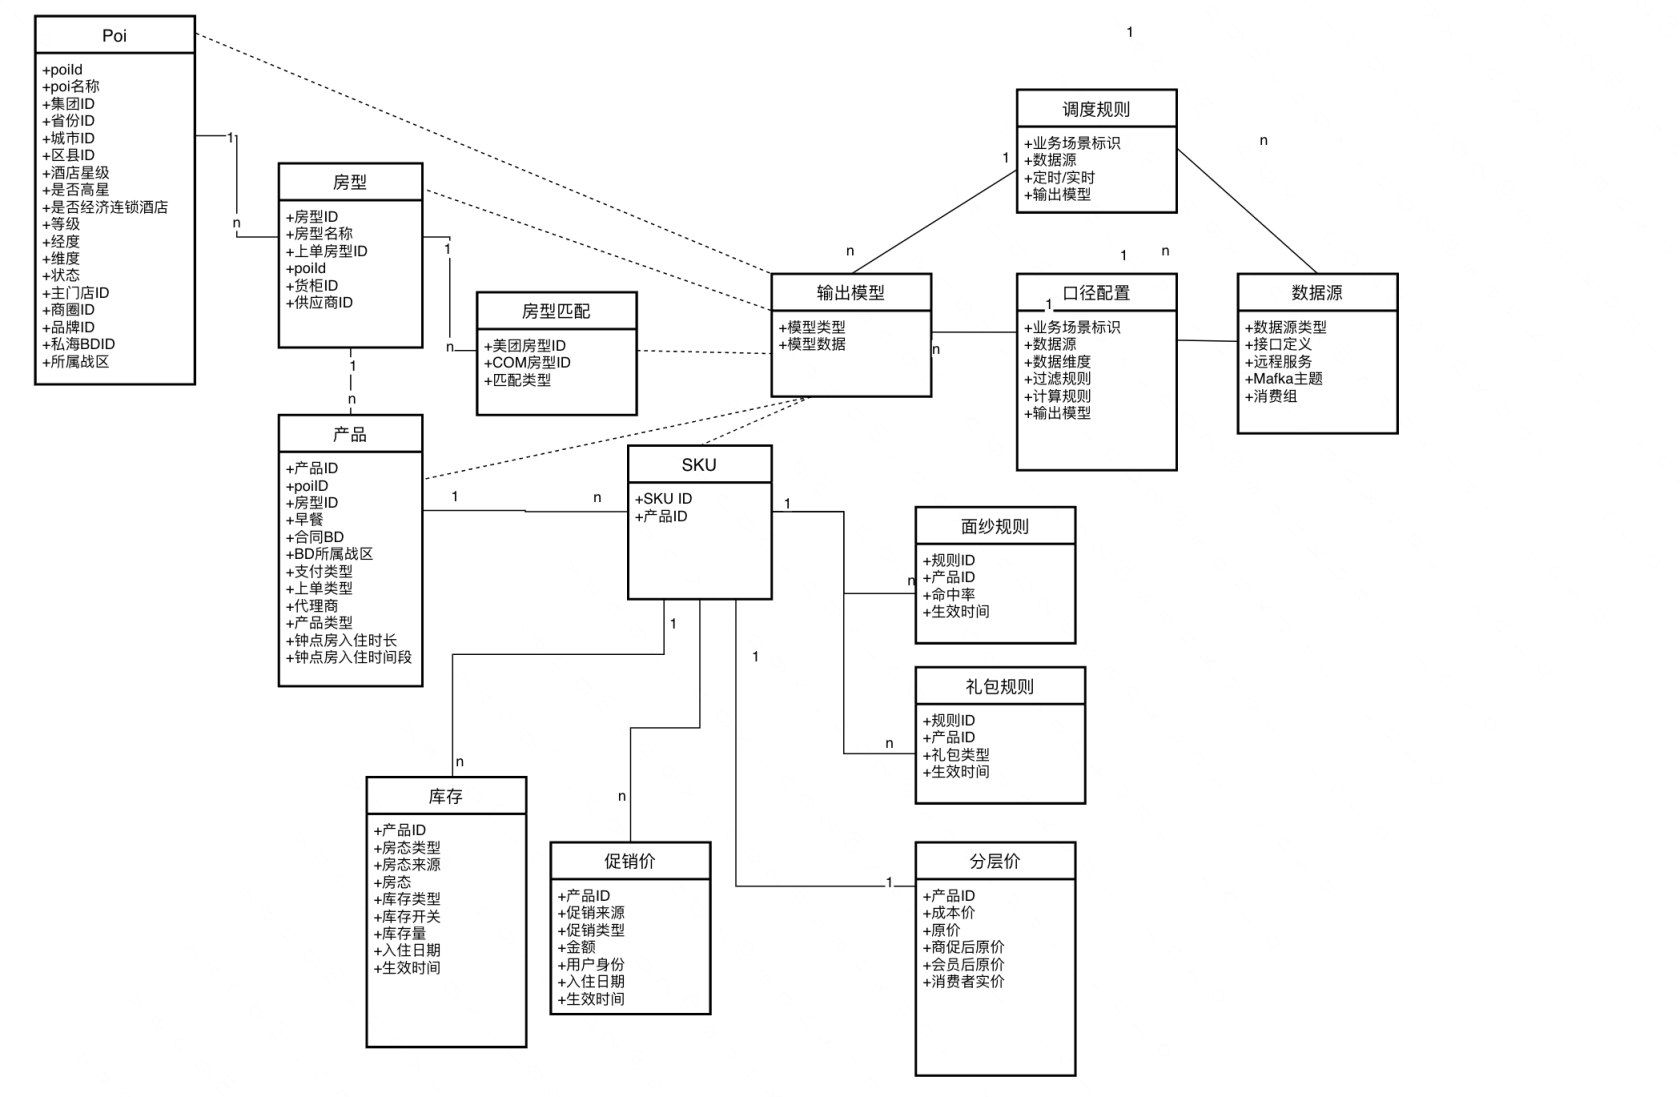 Poi
+poiId
+poi名称
+集团ID
+省份ID
+城市ID
+区县ID
+酒店星级
+是否高星
+是否经济连锁酒店
+等级
+经度
+维度
+状态
+主门店ID
+商圈ID
+品牌ID
+私海BDID
+所属战区
1
n
房型
+房型ID
+房型名称
+上单房型ID
+poiId
+货柜ID
+供应商ID
1
n
1
n
房型匹配
+美团房型ID
+COM房型ID
+匹配类型
产品
+产品ID
+poiID
+房型ID
+早餐
+合同BD
+BD所属战区
+支付类型
+上单类型
+代理商
+产品类型
+钟点房入住时长
+钟点房入住时间段
1
n
SKU
+SKU ID
+产品ID
输出模型
+模型类型
+模型数据
1
调度规则
+业务场景标识
+数据源
+定时/实时
+输出模型
1
n
n
1
n
口径配置
1
+业务场景标识
+数据源
+数据维度
+过滤规则
+计算规则
+输出模型
n
数据源
+数据源类型
+接口定义
+远程服务
+Mafka主题
+消费组
1
n
面纱规则
+规则ID
+产品ID
+命中率
+生效时间
n
礼包规则
+规则ID
+产品ID
+礼包类型
+生效时间
1
n
库存
+产品ID
+房态类型
+房态来源
+房态
+库存类型
+库存开关
+库存量
+入住日期
+生效时间
n
促销价
+产品ID
+促销来源
+促销类型
+金额
+用户身份
+入住日期
+生效时间
1
1
分层价
+产品ID
+成本价
+原价
+商促后原价
+会员后原价
+消费者实价